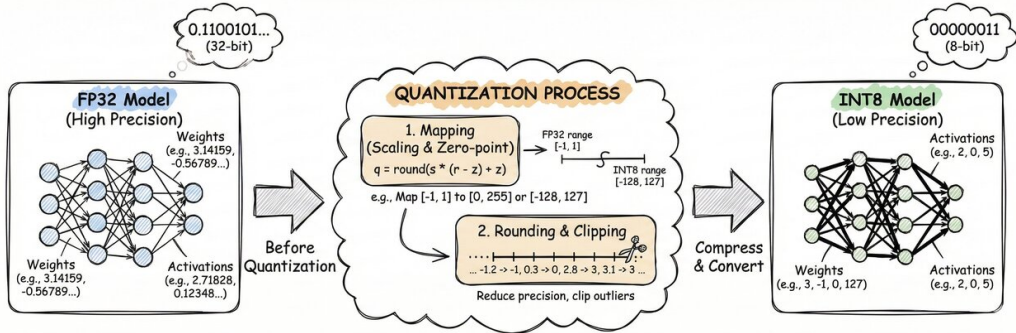 0.1100101...
(32-bit)
FP32 Model
(High Precision)
Weights
(e.g., 3.14159,
-0.56789...)
Weights
(e.g., 3.14159,
-0.56789...)
Activations
(e.g., 2.71828,
0.12348...)
Before
Quantization
QUANTIZATION PROCESS
1. Mapping
(Scaling & Zero-point)
q = round(s * (r - z) + z)
FP32 range
[-1, 1]
INT8 range
[-128, 127]
e.g., Map [-1, 1] to [0, 255] or [-128, 127]
2. Rounding & Clipping
... -1.2 -> -1, 0.3 -> 0, 2.8 -> 3, 3.1 -> 3 ...
Reduce precision, clip outliers
Compress
& Convert
00000011
(8-bit)
INT8 Model
(Low Precision)
Activations
(e.g., 2, 0, 5)
Weights
(e.g., 3, -1, 0, 127)
Activations
(e.g., 2, 0, 5)